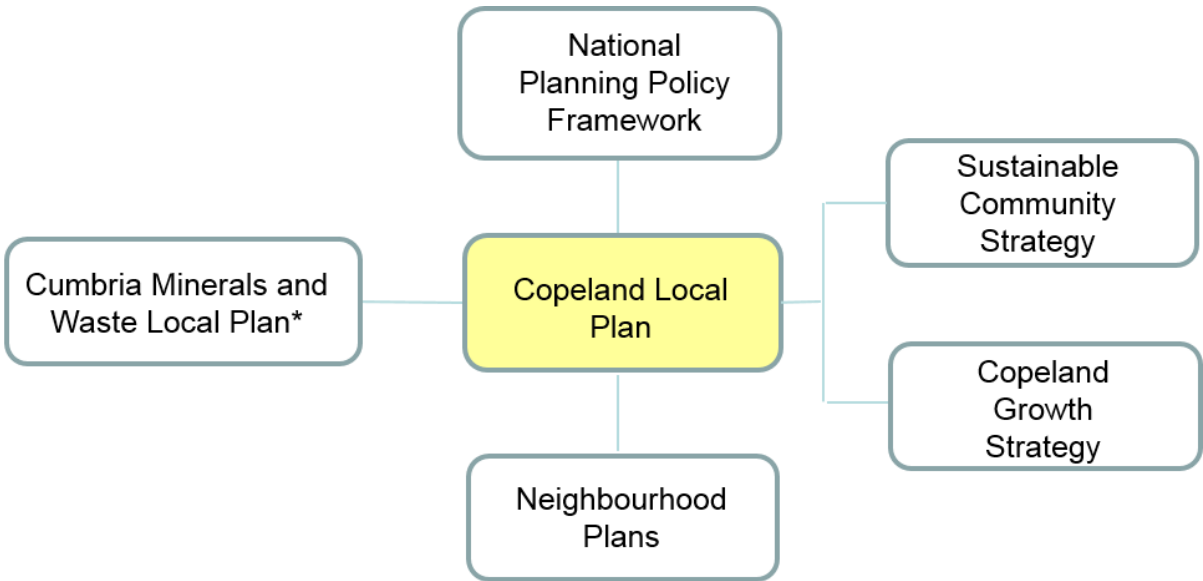 National
Planning Policy
Framework
Sustainable
Community
Strategy
Cumbria Minerals and
Waste Local Plan*
Copeland Local
Plan
Copeland
Growth
Strategy
Neighbourhood
Plans